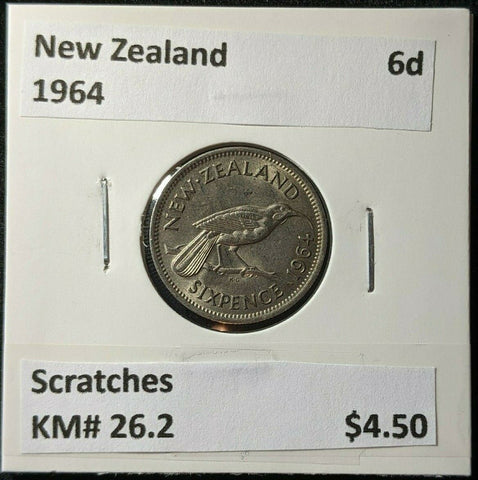 New Zealand 6d
1964
NEW·ZEALAND
SIXPENCE 1964
Scratches
KM# 26.2 $4.50